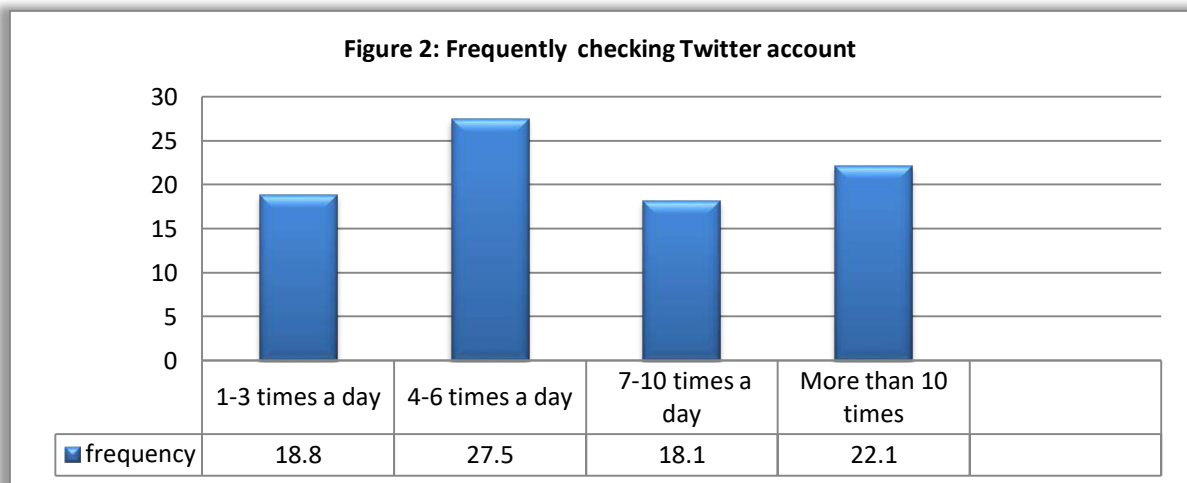 Figure 2: Frequently checking Twitter account
30
25
20
15
10
5
0
1-3 times a day 4-6 times a day 7-10 times a day More than 10 times
frequency 18.8 27.5 18.1 22.1